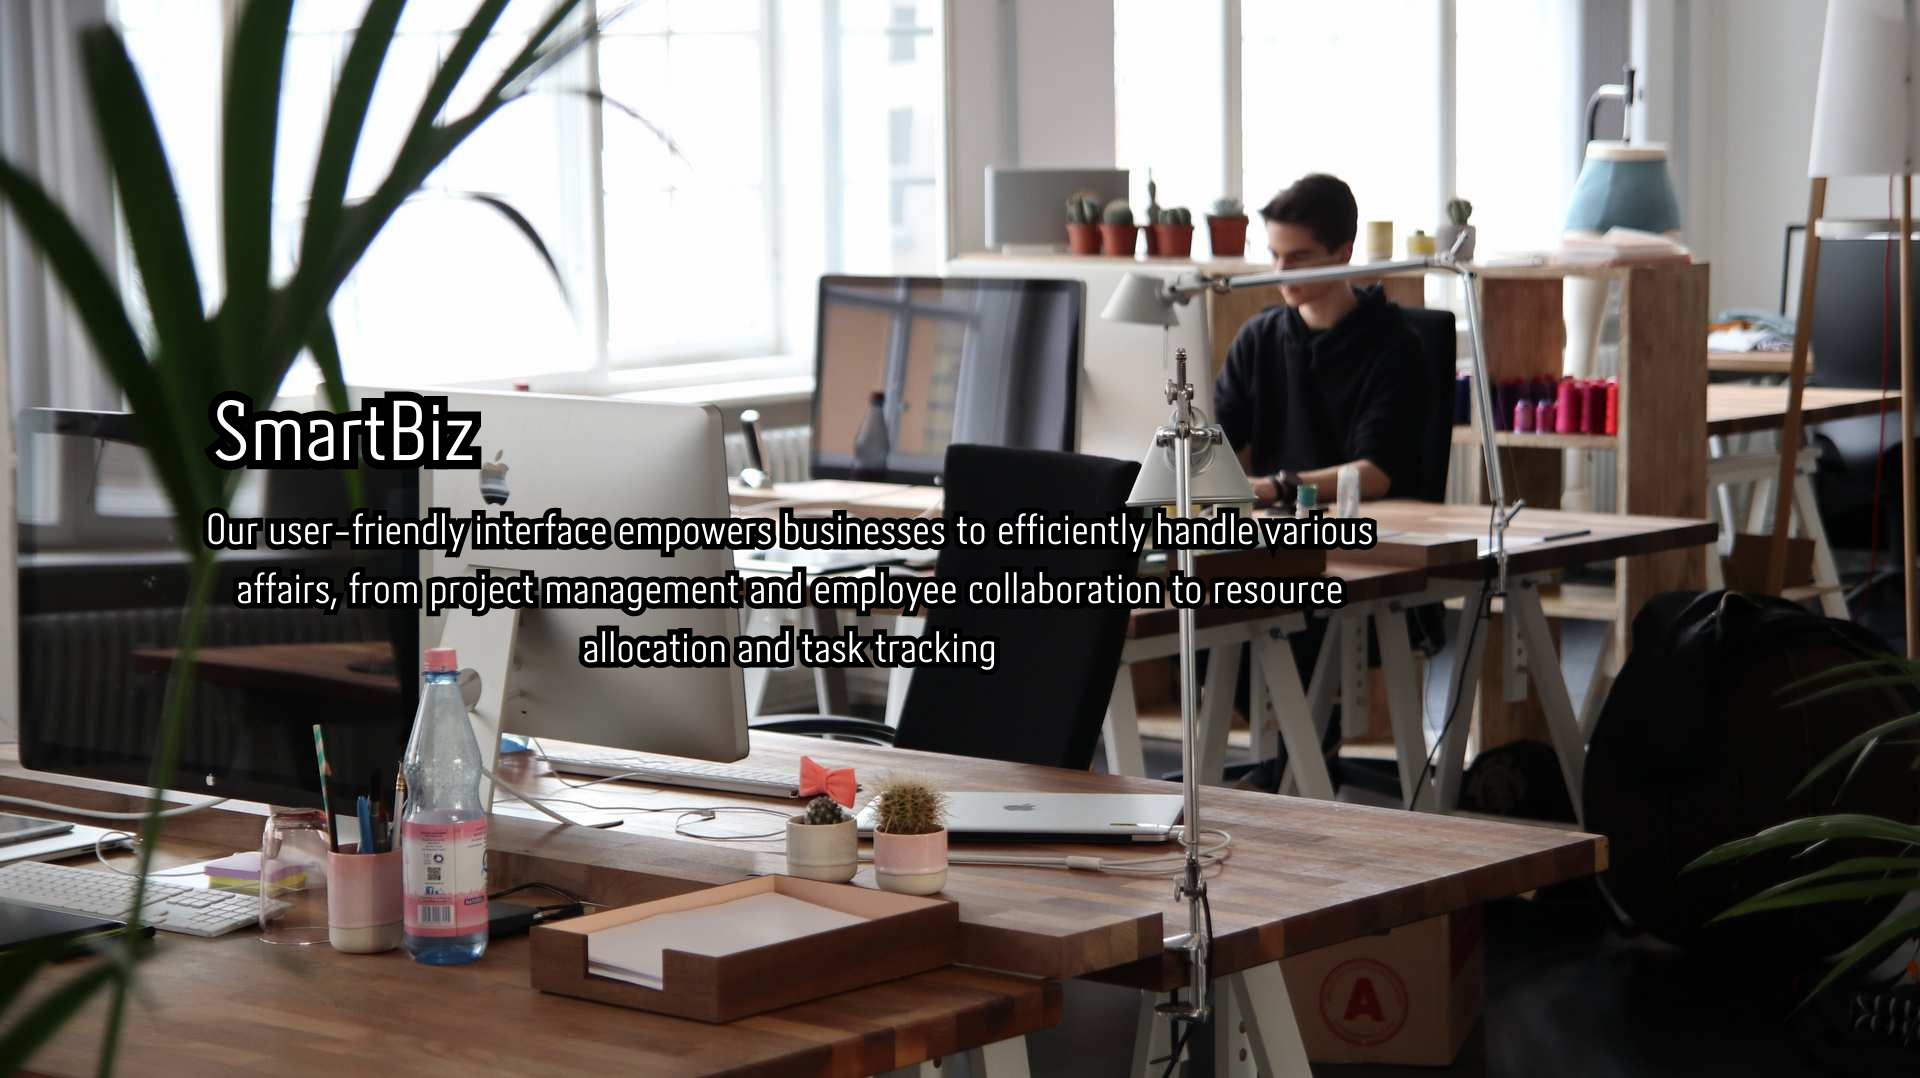 SmartBiz
Our user-friendly interface empowers businesses to efficiently handle various
affairs, from project management and employee collaboration to resource
allocation and task tracking
A